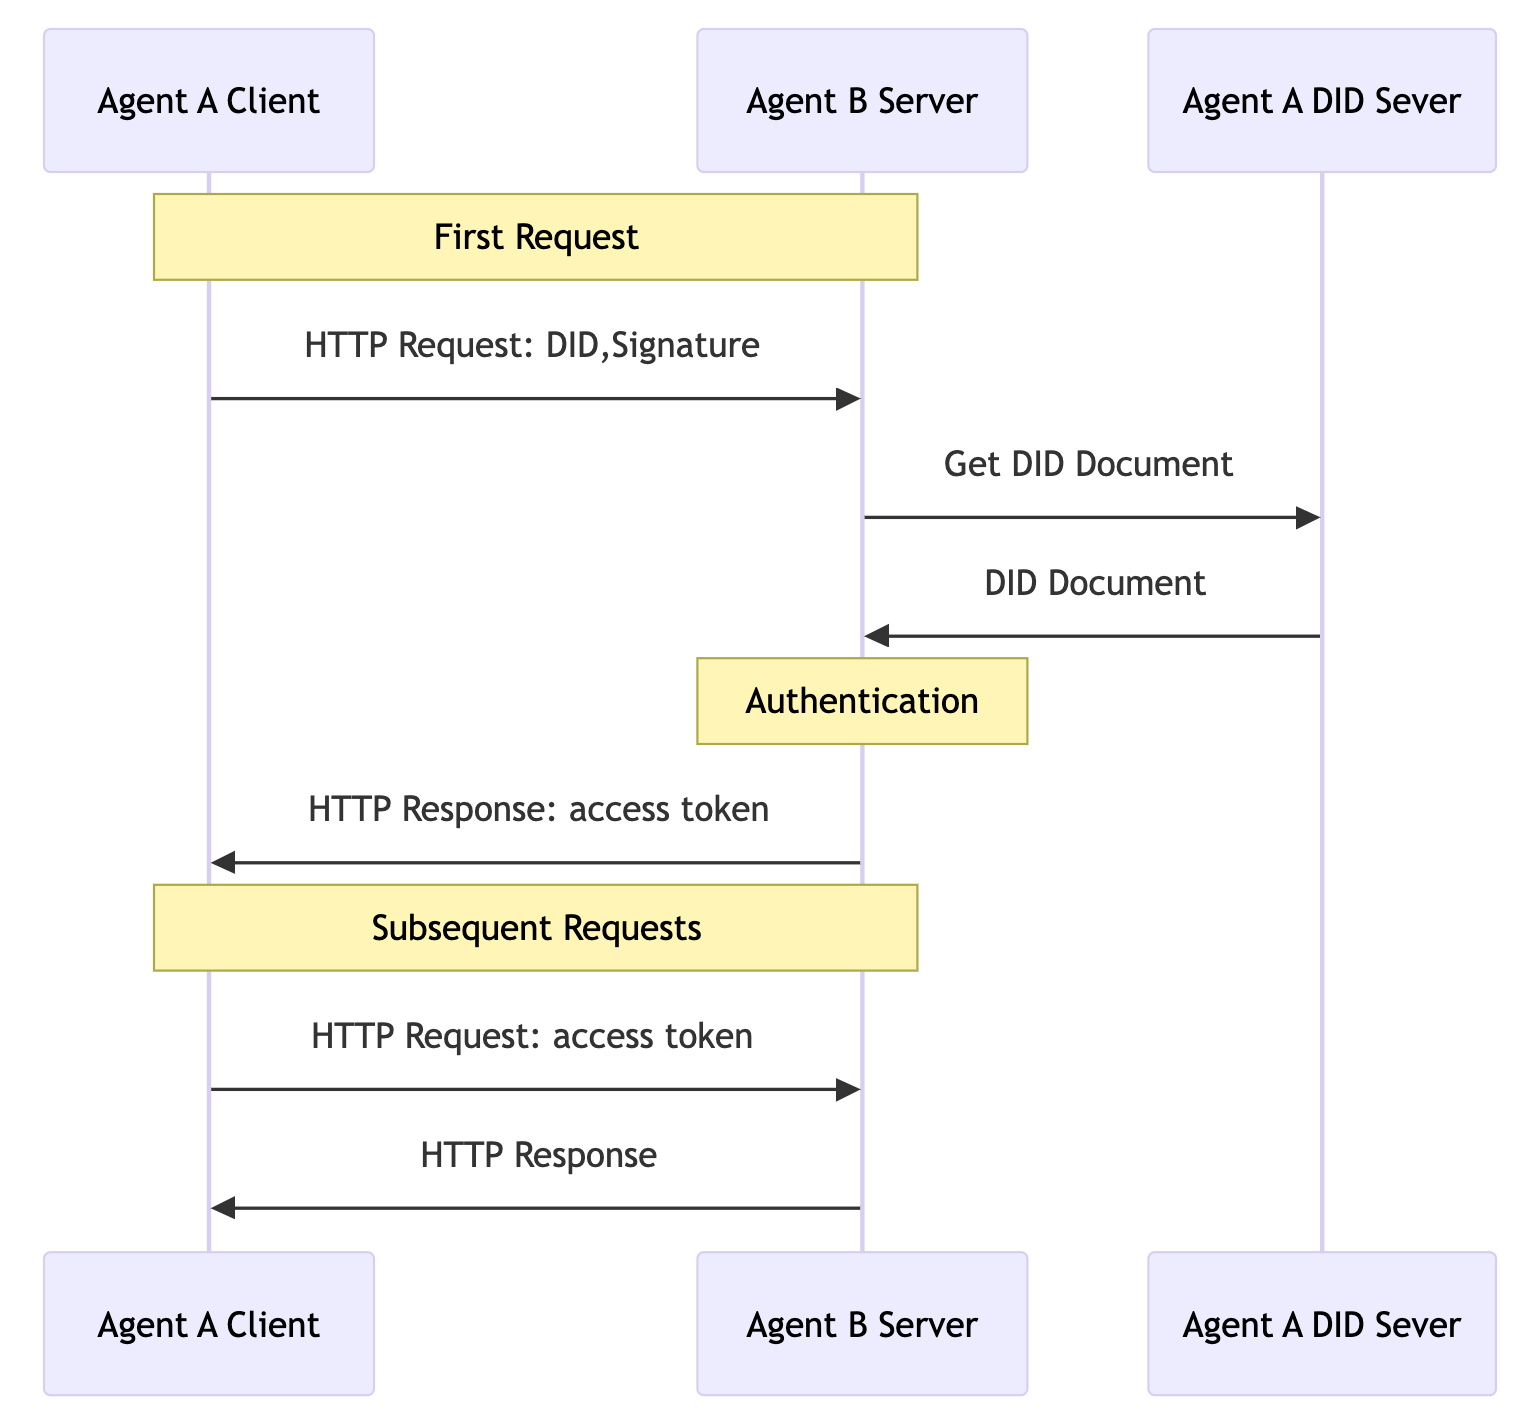 Agent A Client
Agent B Server
Agent A DID Sever
First Request
HTTP Request: DID,Signature
Get DID Document
DID Document
Authentication
HTTP Response: access token
Subsequent Requests
HTTP Request: access token
HTTP Response
Agent A Client
Agent B Server
Agent A DID Sever